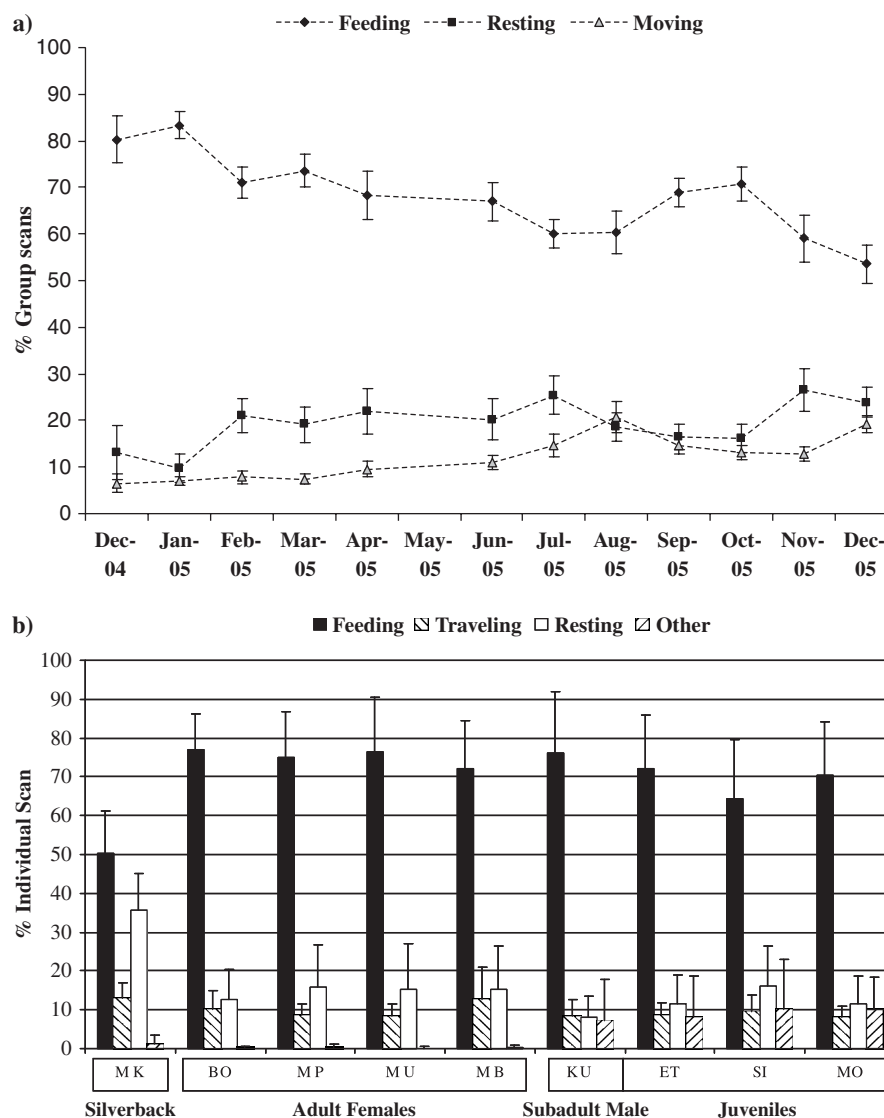 a)
Feeding Resting Moving
100
90
80
70
60
50
40
30
20
10
0
% Group scans
Dec-04 Jan-05 Feb-05 Mar-05 Apr-05 May-05 Jun-05 Jul-05 Aug-05 Sep-05 Oct-05 Nov-05 Dec-05
b)
Feeding Traveling Resting Other
100
90
80
70
60
50
40
30
20
10
0
% Individual Scan
MK BO MP MU MB KU ET SI MO
Silverback Adult Females Subadult Male Juveniles